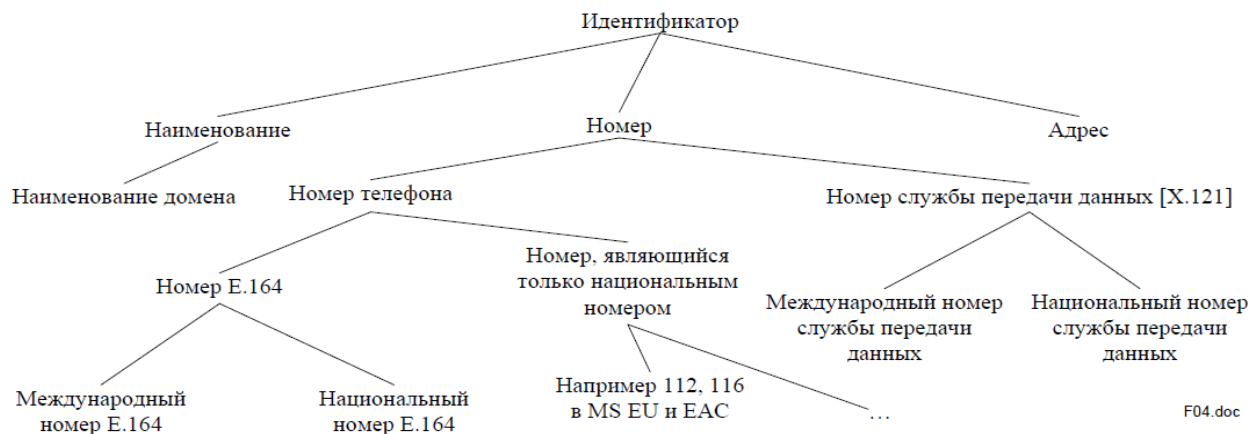 Идентификатор
Наименование
Номер
Адрес
Наименование домена
Номер телефона
Номер службы передачи данных [X.121]
Номер E.164
Номер, являющийся
только национальным
номером
Международный номер
службы передачи
данных
Национальный номер
службы передачи
данных
Международный
номер E.164
Национальный
номер E.164
Например 112, 116
в MS EU и EAC
…
F04.doc